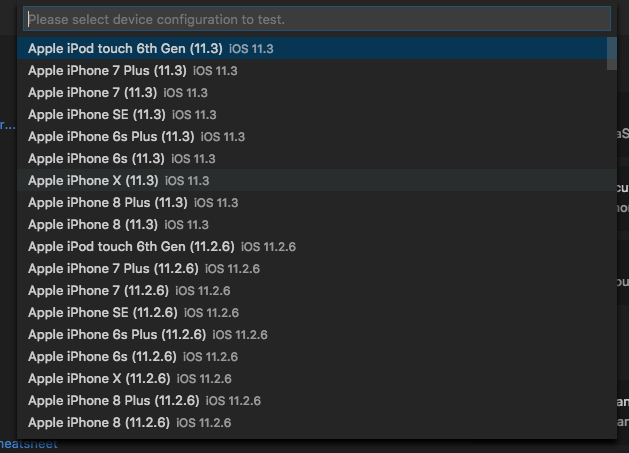 Please select device configuration to test.
Apple iPod touch 6th Gen (11.3) iOS 11.3
Apple iPhone 7 Plus (11.3) iOS 11.3
Apple iPhone 7 (11.3) iOS 11.3
Apple iPhone SE (11.3) iOS 11.3
Apple iPhone 6s Plus (11.3) iOS 11.3
r...
Apple iPhone 6s (11.3) iOS 11.3
Apple iPhone X (11.3) iOS 11.3
Apple iPhone 8 Plus (11.3) iOS 11.3
Apple iPhone 8 (11.3) iOS 11.3
Apple iPod touch 6th Gen (11.2.6) iOS 11.2.6
Apple iPhone 7 Plus (11.2.6) iOS 11.2.6
Apple iPhone 7 (11.2.6) iOS 11.2.6
Apple iPhone SE (11.2.6) iOS 11.2.6
Apple iPhone 6s Plus (11.2.6) iOS 11.2.6
Apple iPhone 6s (11.2.6) iOS 11.2.6
Apple iPhone X (11.2.6) iOS 11.2.6
Apple iPhone 8 Plus (11.2.6) iOS 11.2.6
Apple iPhone 8 (11.2.6) iOS 11.2.6
heatsheet